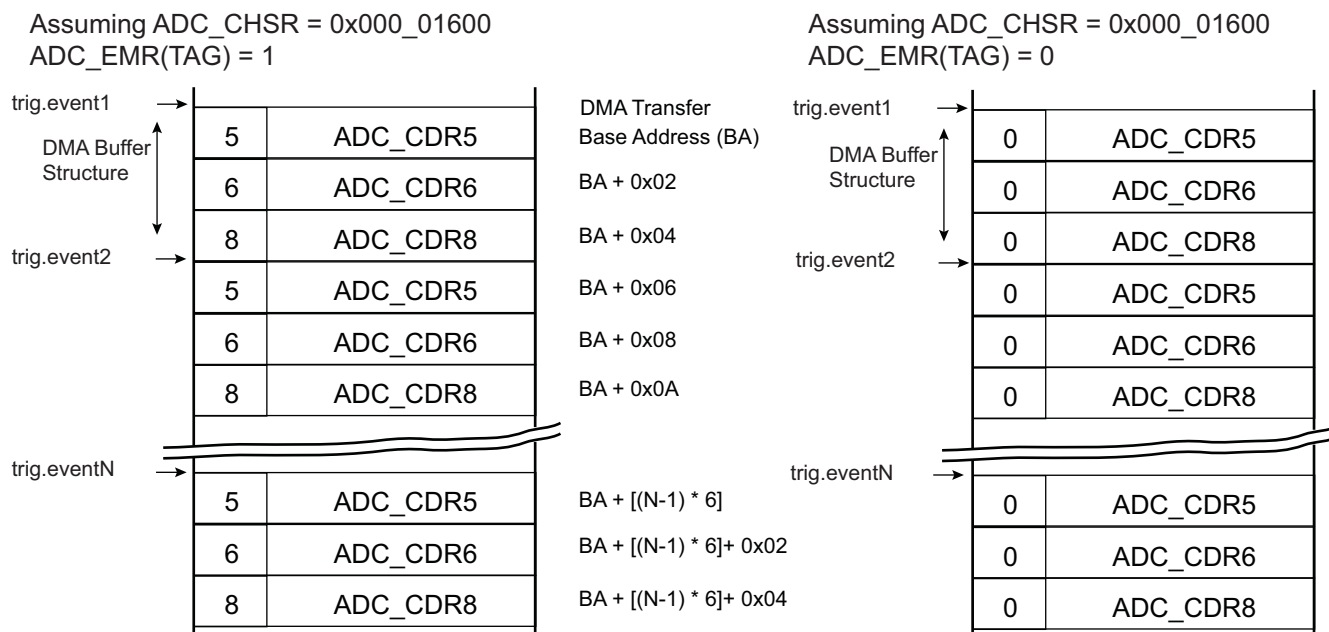 Assuming ADC_CHSR = 0x000_01600
ADC_EMR(TAG) = 1
trig.event1
DMA Buffer
Structure
5 ADC_CDR5
6 ADC_CDR6
8 ADC_CDR8
trig.event2
5 ADC_CDR5
6 ADC_CDR6
8 ADC_CDR8
trig.eventN
5 ADC_CDR5
6 ADC_CDR6
8 ADC_CDR8
DMA Transfer
Base Address (BA)
BA + 0x02
BA + 0x04
BA + 0x06
BA + 0x08
BA + 0x0A
BA + [(N-1) * 6]
BA + [(N-1) * 6]+ 0x02
BA + [(N-1) * 6]+ 0x04
Assuming ADC_CHSR = 0x000_01600
ADC_EMR(TAG) = 0
trig.event1
DMA Buffer
Structure
0 ADC_CDR5
0 ADC_CDR6
0 ADC_CDR8
trig.event2
0 ADC_CDR5
0 ADC_CDR6
0 ADC_CDR8
trig.eventN
0 ADC_CDR5
0 ADC_CDR6
0 ADC_CDR8